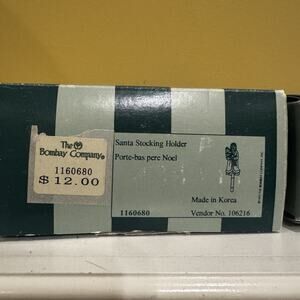 The
Bombay Company®
1160680
$12.00
Santa Stocking Holder
Porte-bas pere Noel
Made in Korea
1160680
Vendor No. 106216